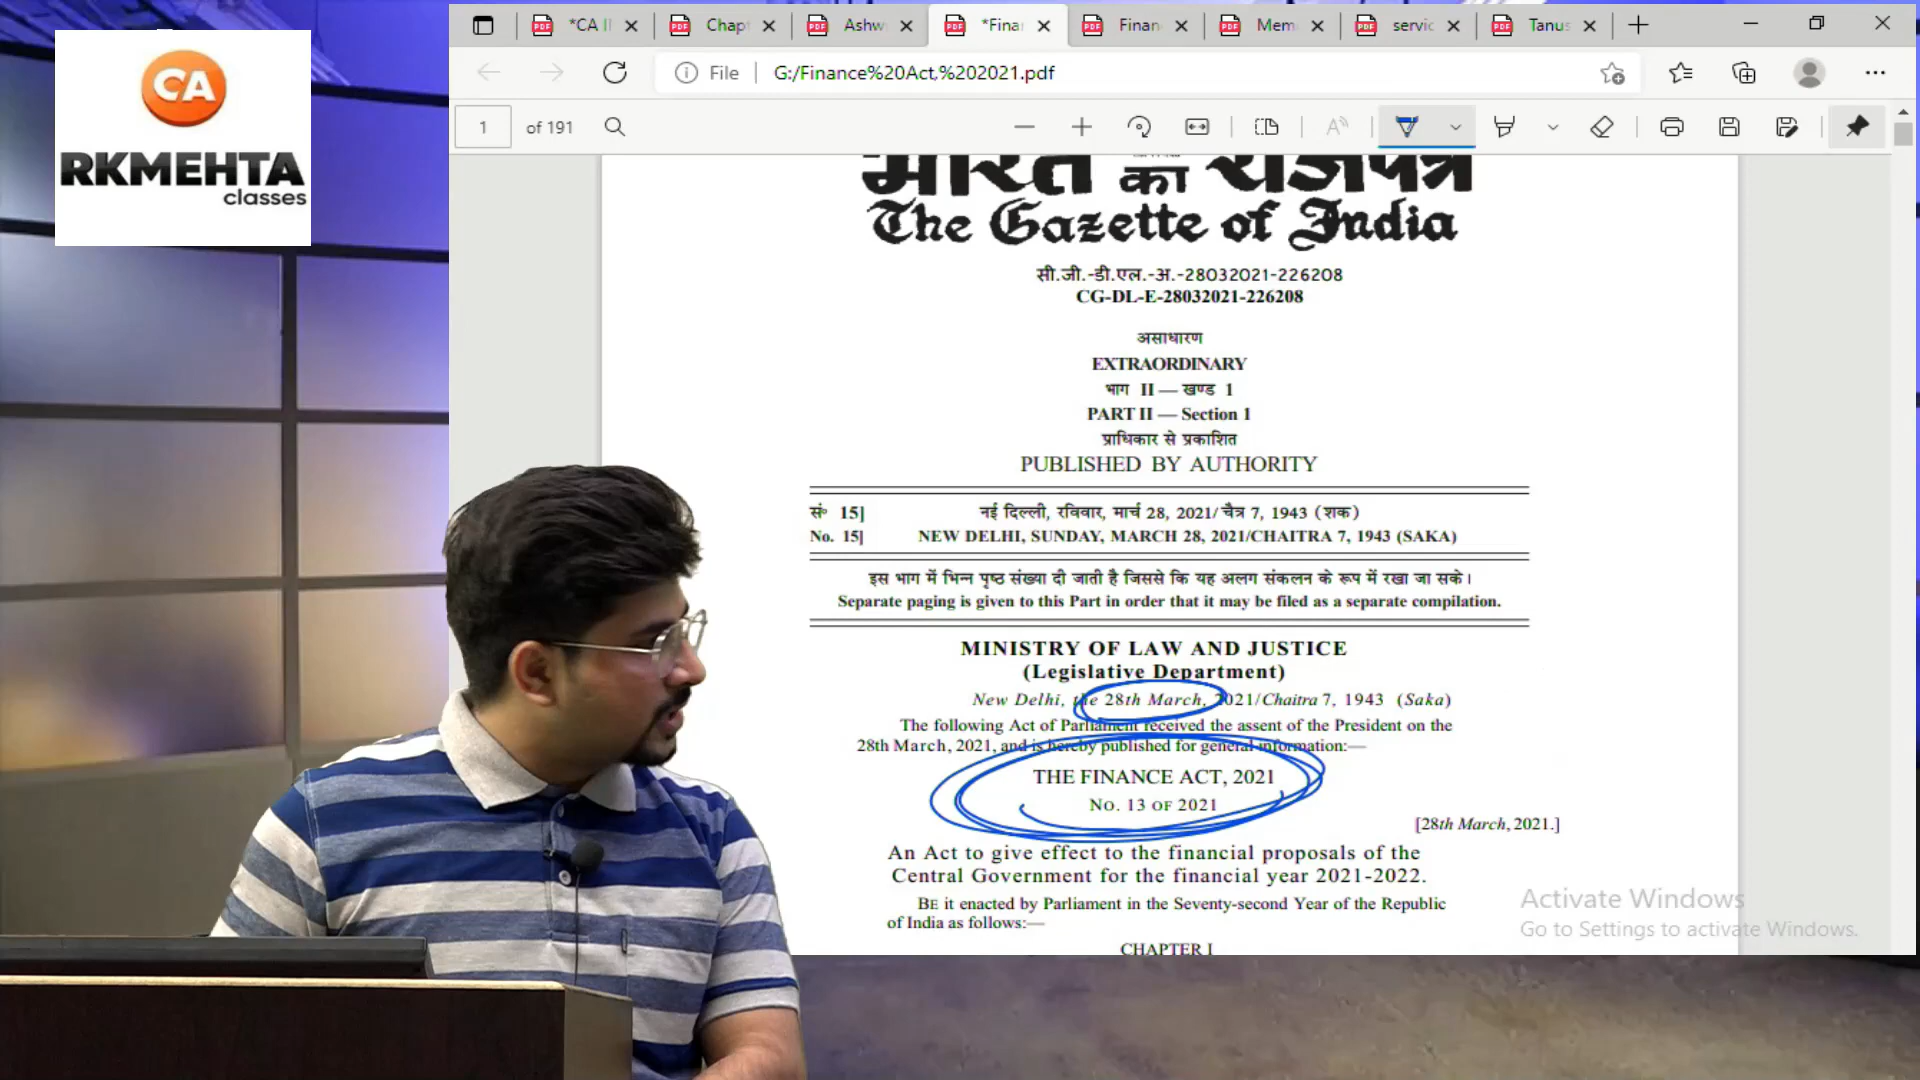 CA
RKMEHTA
classes
*CA I
Chap
Ashw
*Finar
Finan
Mem
servic
Tanus
File
G:/Finance%20Act,%202021.pdf
1 of 191
भारत का राजपत्र
The Gazette of India
सी.जी.-डी.एल.-अ.-28032021-226208
CG-DL-E-28032021-226208
असाधारण
EXTRAORDINARY
भाग II — खण्ड 1
PART II — Section 1
प्राधिकार से प्रकाशित
PUBLISHED BY AUTHORITY
सं॰ 15] नई दिल्ली, रविवार, मार्च 28, 2021/ चैत्र 7, 1943 (शक)
No. 15] NEW DELHI, SUNDAY, MARCH 28, 2021/CHAITRA 7, 1943 (SAKA)
इस भाग में भिन्न पृष्ठ संख्या दी जाती है जिससे कि यह अलग संकलन के रूप में रखा जा सके।
Separate paging is given to this Part in order that it may be filed as a separate compilation.
MINISTRY OF LAW AND JUSTICE
(Legislative Department)
New Delhi, the 28th March, 2021/Chaitra 7, 1943 (Saka)
The following Act of Parliament received the assent of the President on the
28th March, 2021, and is hereby published for general information:—
THE FINANCE ACT, 2021
NO. 13 OF 2021
[28th March, 2021.]
An Act to give effect to the financial proposals of the
Central Government for the financial year 2021-2022.
BE it enacted by Parliament in the Seventy-second Year of the Republic
of India as follows:—
CHAPTER I
Activate Windows
Go to Settings to activate Windows.